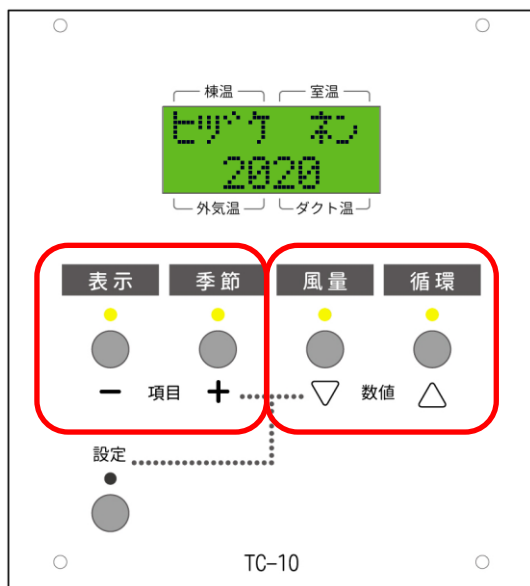 棟温 室温
ヒヅケ ネン
2020
外気温 ダクト温
表示 季節 風量 循環
− 項目 + ▽ 数値 △
設定
TC-10